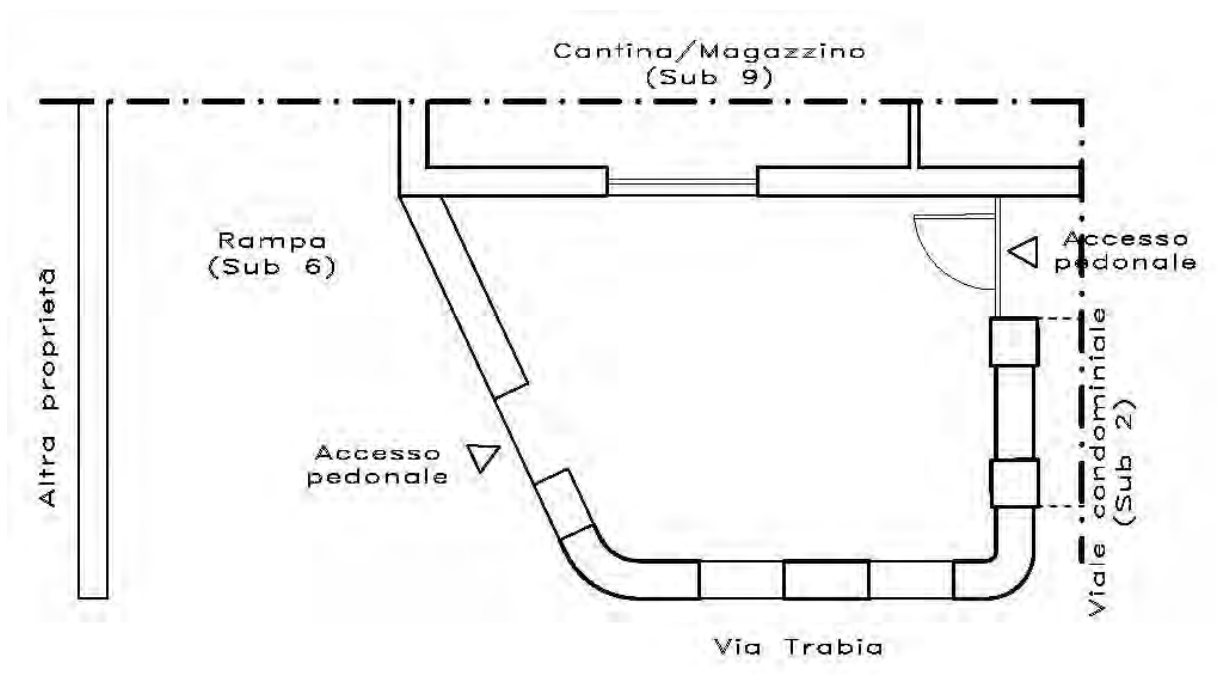 Cantina/Magazzino
(Sub 9)
Rampa
(Sub 6)
Accesso
pedonale
Altra proprietà
Accesso
pedonale
Viale condominiale
(Sub 2)
Via Trabia